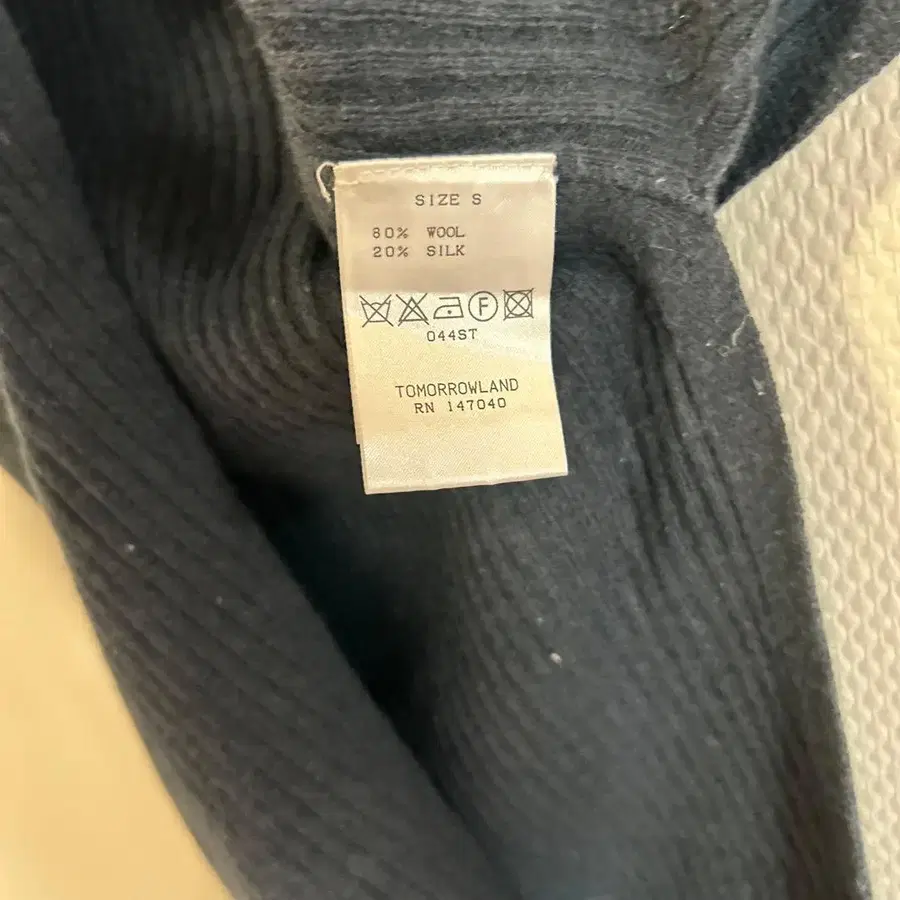 SIZE S
80% WOOL
20% SILK
F
044ST
TOMORROWLAND
RN 147040